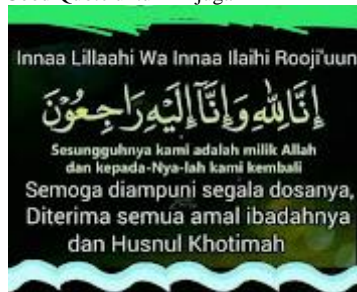 Innaa Lillaahi Wa Innaa Ilaihi Rooji'uun
إِنَّا لِلّٰهِ وَإِنَّآ إِلَيْهِ رَاجِعُوْنَ
Sesungguhnya kami adalah milik Allah
dan kepada-Nya-lah kami kembali
Semoga diampuni segala dosanya,
Diterima semua amal ibadahnya
dan Husnul Khotimah